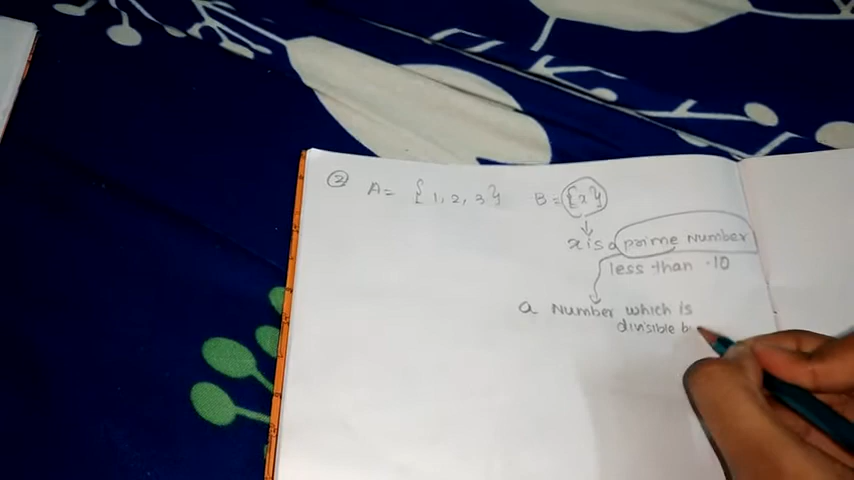 ② A = {1, 2, 3} B = {x}
x is a prime Number
less than 10
a Number which is
divisible b